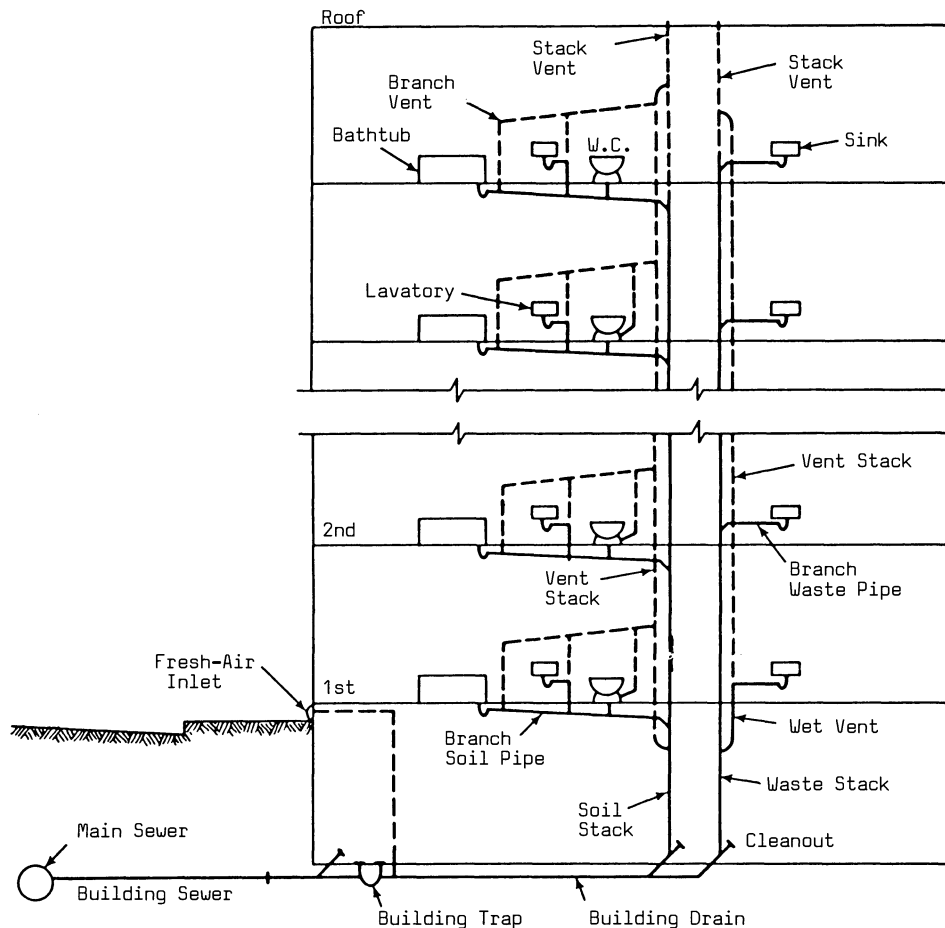 Roof
Stack
Vent
Stack
Vent
Branch
Vent
Bathtub
W.C.
Sink
Lavatory
Vent Stack
2nd
Vent
Stack
Branch
Waste Pipe
Fresh-Air
Inlet
1st
Branch
Soil Pipe
Wet Vent
Waste Stack
Soil
Stack
Cleanout
Main Sewer
Building Sewer
Building Trap
Building Drain